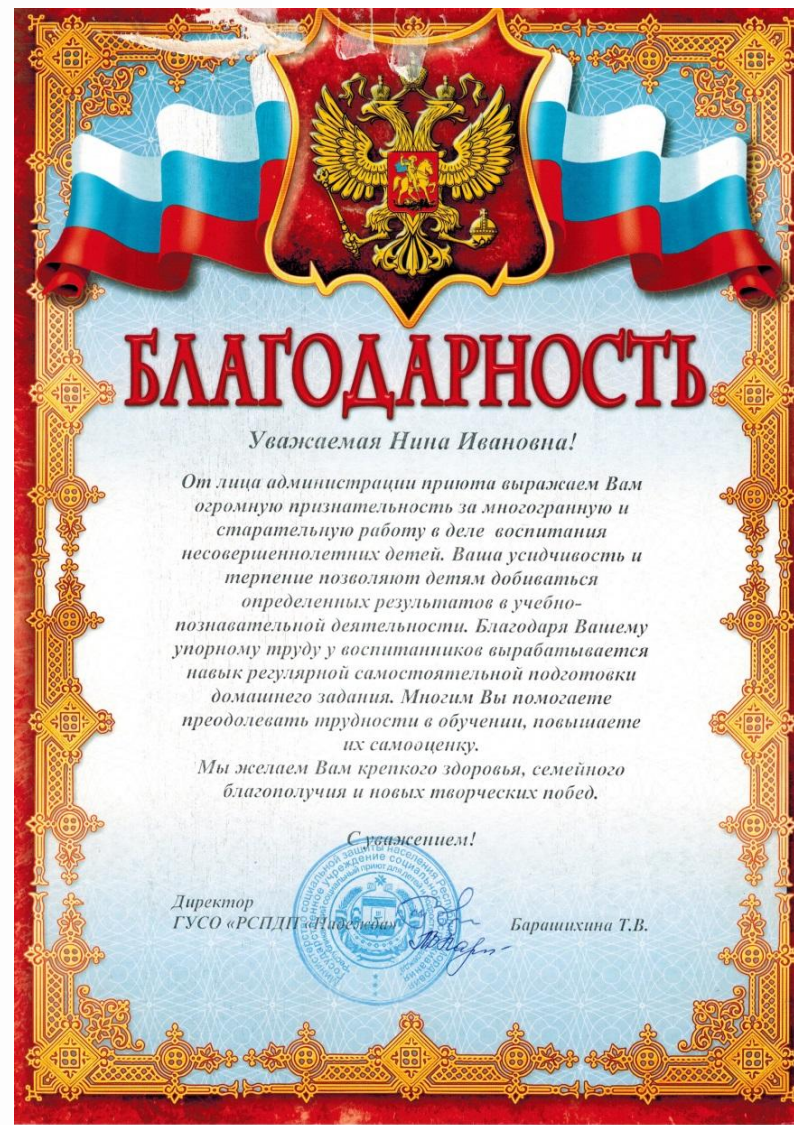 БЛАГОДАРНОСТЬ
Уважаемая Нина Ивановна!
От лица администрации приюта выражаем Вам
огромную признательность за многогранную и
старательную работу в деле воспитания
несовершеннолетних детей. Ваша усидчивость и
терпение позволяют детям добиваться
определенных результатов в учебно-
познавательной деятельности. Благодаря Вашему
упорному труду у воспитанников вырабатывается
навык регулярной самостоятельной подготовки
домашнего задания. Многим Вы помогаете
преодолевать трудности в обучении, повышаете
их самооценку.
Мы желаем Вам крепкого здоровья, семейного
благополучия и новых творческих побед.
С уважением!
Директор
ГУСО «РСПДП «Надежда» Барашихина Т.В.